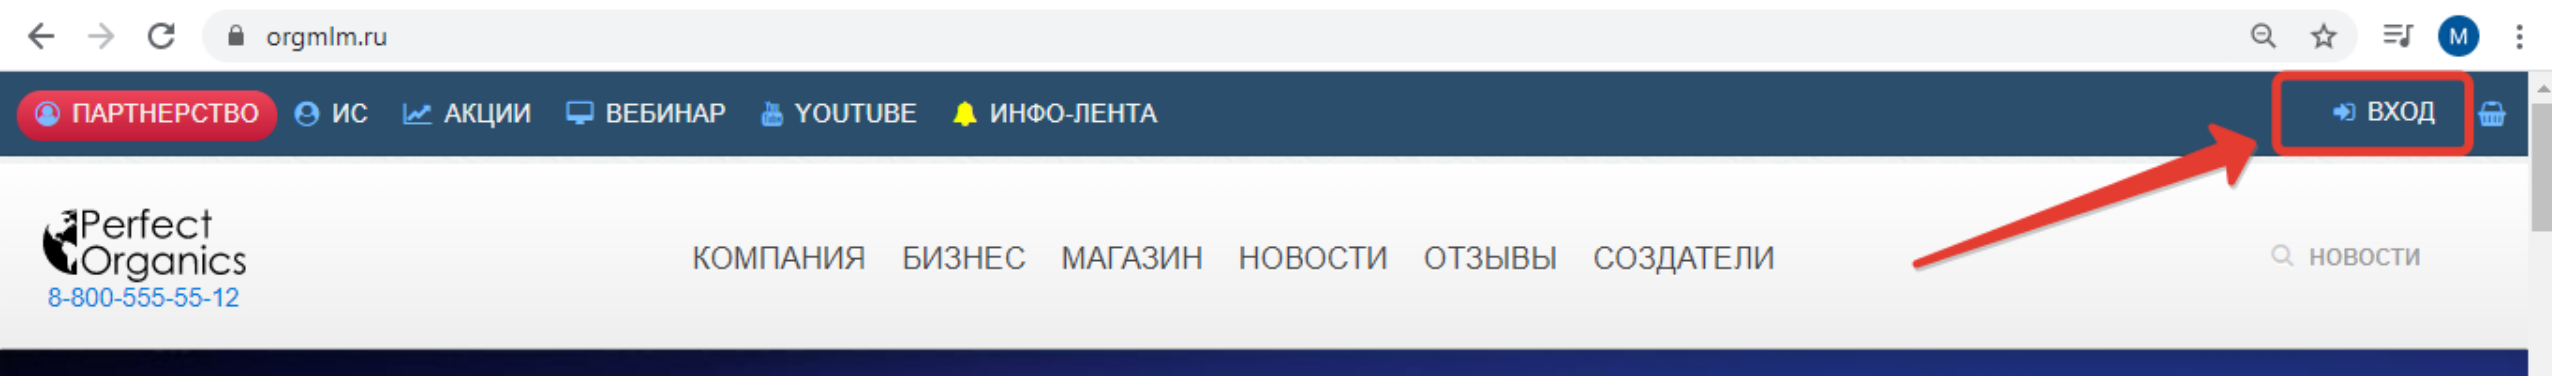 orgmlm.ru
M
ПАРТНЕРСТВО ИС АКЦИИ ВЕБИНАР YOUTUBE ИНФО-ЛЕНТА ВХОД
Perfect
Organics
8-800-555-55-12
КОМПАНИЯ БИЗНЕС МАГАЗИН НОВОСТИ ОТЗЫВЫ СОЗДАТЕЛИ НОВОСТИ